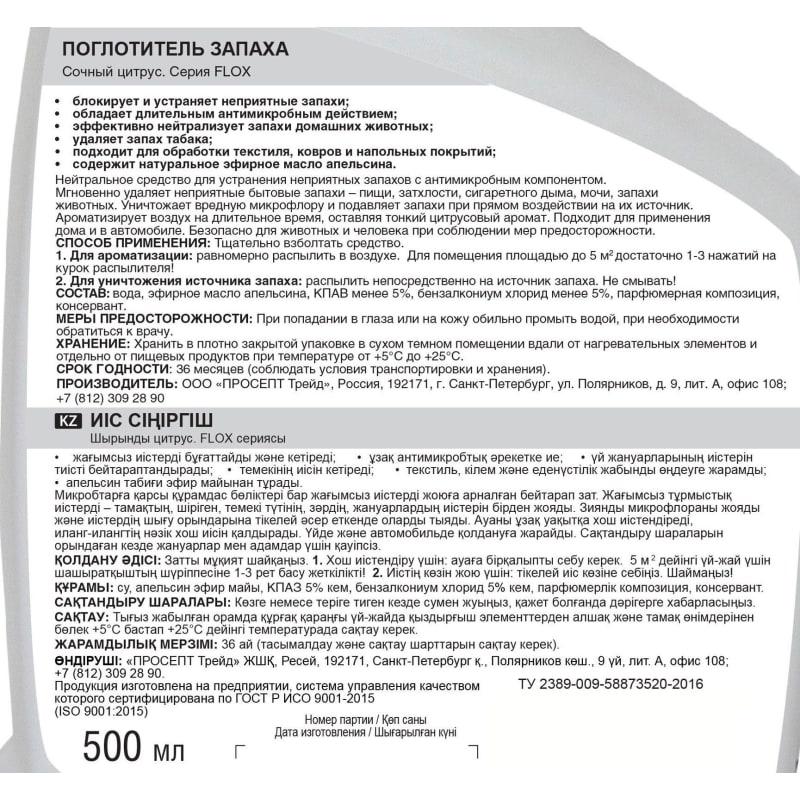 ПОГЛОТИТЕЛЬ ЗАПАХА
Сочный цитрус. Серия FLOX
• блокирует и устраняет неприятные запахи;
• обладает длительным антимикробным действием;
• эффективно нейтрализует запахи домашних животных;
• удаляет запах табака;
• подходит для обработки текстиля, ковров и напольных покрытий;
• содержит натуральное эфирное масло апельсина.
Нейтральное средство для устранения неприятных запахов с антимикробным компонентом.
Мгновенно удаляет неприятные бытовые запахи – пищи, затхлости, сигаретного дыма, мочи, запахи
животных. Уничтожает вредную микрофлору и подавляет запахи при прямом воздействии на их источник.
Ароматизирует воздух на длительное время, оставляя тонкий цитрусовый аромат. Подходит для применения
дома и в автомобиле. Безопасно для животных и человека при соблюдении мер предосторожности.
СПОСОБ ПРИМЕНЕНИЯ: Тщательно взболтать средство.
1. Для ароматизации: равномерно распылить в воздухе. Для помещения площадью до 5 м² достаточно 1-3 нажатий на
курок распылителя!
2. Для уничтожения источника запаха: распылить непосредственно на источник запаха. Не смывать!
СОСТАВ: вода, эфирное масло апельсина, КПАВ менее 5%, бензалкониум хлорид менее 5%, парфюмерная композиция,
консервант.
МЕРЫ ПРЕДОСТОРОЖНОСТИ: При попадании в глаза или на кожу обильно промыть водой, при необходимости
обратиться к врачу.
ХРАНЕНИЕ: Хранить в плотно закрытой упаковке в сухом темном помещении вдали от нагревательных элементов и
отдельно от пищевых продуктов при температуре от +5°С до +25°С.
СРОК ГОДНОСТИ: 36 месяцев (соблюдать условия транспортировки и хранения).
ПРОИЗВОДИТЕЛЬ: ООО «ПРОСЕПТ Трейд», Россия, 192171, г. Санкт-Петербург, ул. Полярников, д. 9, лит. А, офис 108;
+7 (812) 309 28 90
KZ ИІС СІҢІРГІШ
Шырынды цитрус. FLOX сериясы
• жағымсыз иістерді бұғаттайды және кетіреді; • ұзақ антимикробтық әрекетке ие; • үй жануарларының иістерін
тиісті бейтараптандырады; • темекінің иісін кетіреді; • текстиль, кілем және еденүстілік жабынды өңдеуге жарамды;
• апельсин табиғи эфир майынан тұрады.
Микробтарға қарсы құрамдас бөліктері бар жағымсыз иістерді жоюға арналған бейтарап зат. Жағымсыз тұрмыстық
иістерді – тамақтың, шіріген, темекі түтінің, зәрдің, жануарлардың иістерін бірден жояды. Зиянды микрофлораны жояды
және иістердің шығу орындарына тікелей әсер еткенде оларды тыяды. Ауаны ұзақ уақытқа хош иістендіреді,
иланг-илангтің нәзік хош иісін қалдырады. Үйде және автомобильде қолдануға жарайды. Сақтандыру шараларын
орындаған кезде жануарлар мен адамдар үшін қауіпсіз.
ҚОЛДАНУ ӘДІСІ: Затты мұқият шайқаңыз. 1. Хош иістендіру үшін: ауаға бірқалыпты себу керек. 5 м² дейінгі үй-жай үшін
шашыратқыштың шүріппесіне 1-3 рет басу жеткілікті! 2. Иістің көзін жою үшін: тікелей иіс көзіне себіңіз. Шаймаңыз!
ҚҰРАМЫ: су, апельсин эфир майы, КПАЗ 5% кем, бензалкониум хлорид 5% кем, парфюмерлік композиция, консервант.
САҚТАНДЫРУ ШАРАЛАРЫ: Көзге немесе теріге тиген кезде сумен жуыңыз, қажет болғанда дәрігерге хабарласыңыз.
САҚТАУ: Тығыз жабылған орамда құрғақ қараңғы үй-жайда қыздырғыш элементтерден алшақ және тамақ өнімдерінен
бөлек +5°С бастап +25°С дейінгі температурада сақтау керек.
ЖАРАМДЫЛЫҚ МЕРЗІМІ: 36 ай (тасымалдау және сақтау шарттарын сақтау керек).
ӨНДІРУШІ: «ПРОСЕПТ Трейд» ЖШҚ, Ресей, 192171, Санкт-Петербург қ., Полярников көш., 9 үй, лит. А, офис 108;
+7 (812) 309 28 90.
Продукция изготовлена на предприятии, система управления качеством
которого сертифицирована по ГОСТ Р ИСО 9001-2015
(ISO 9001:2015)
ТУ 2389-009-58873520-2016
Номер партии / Қөп саны
Дата изготовления / Шығарылған күні
500 мл